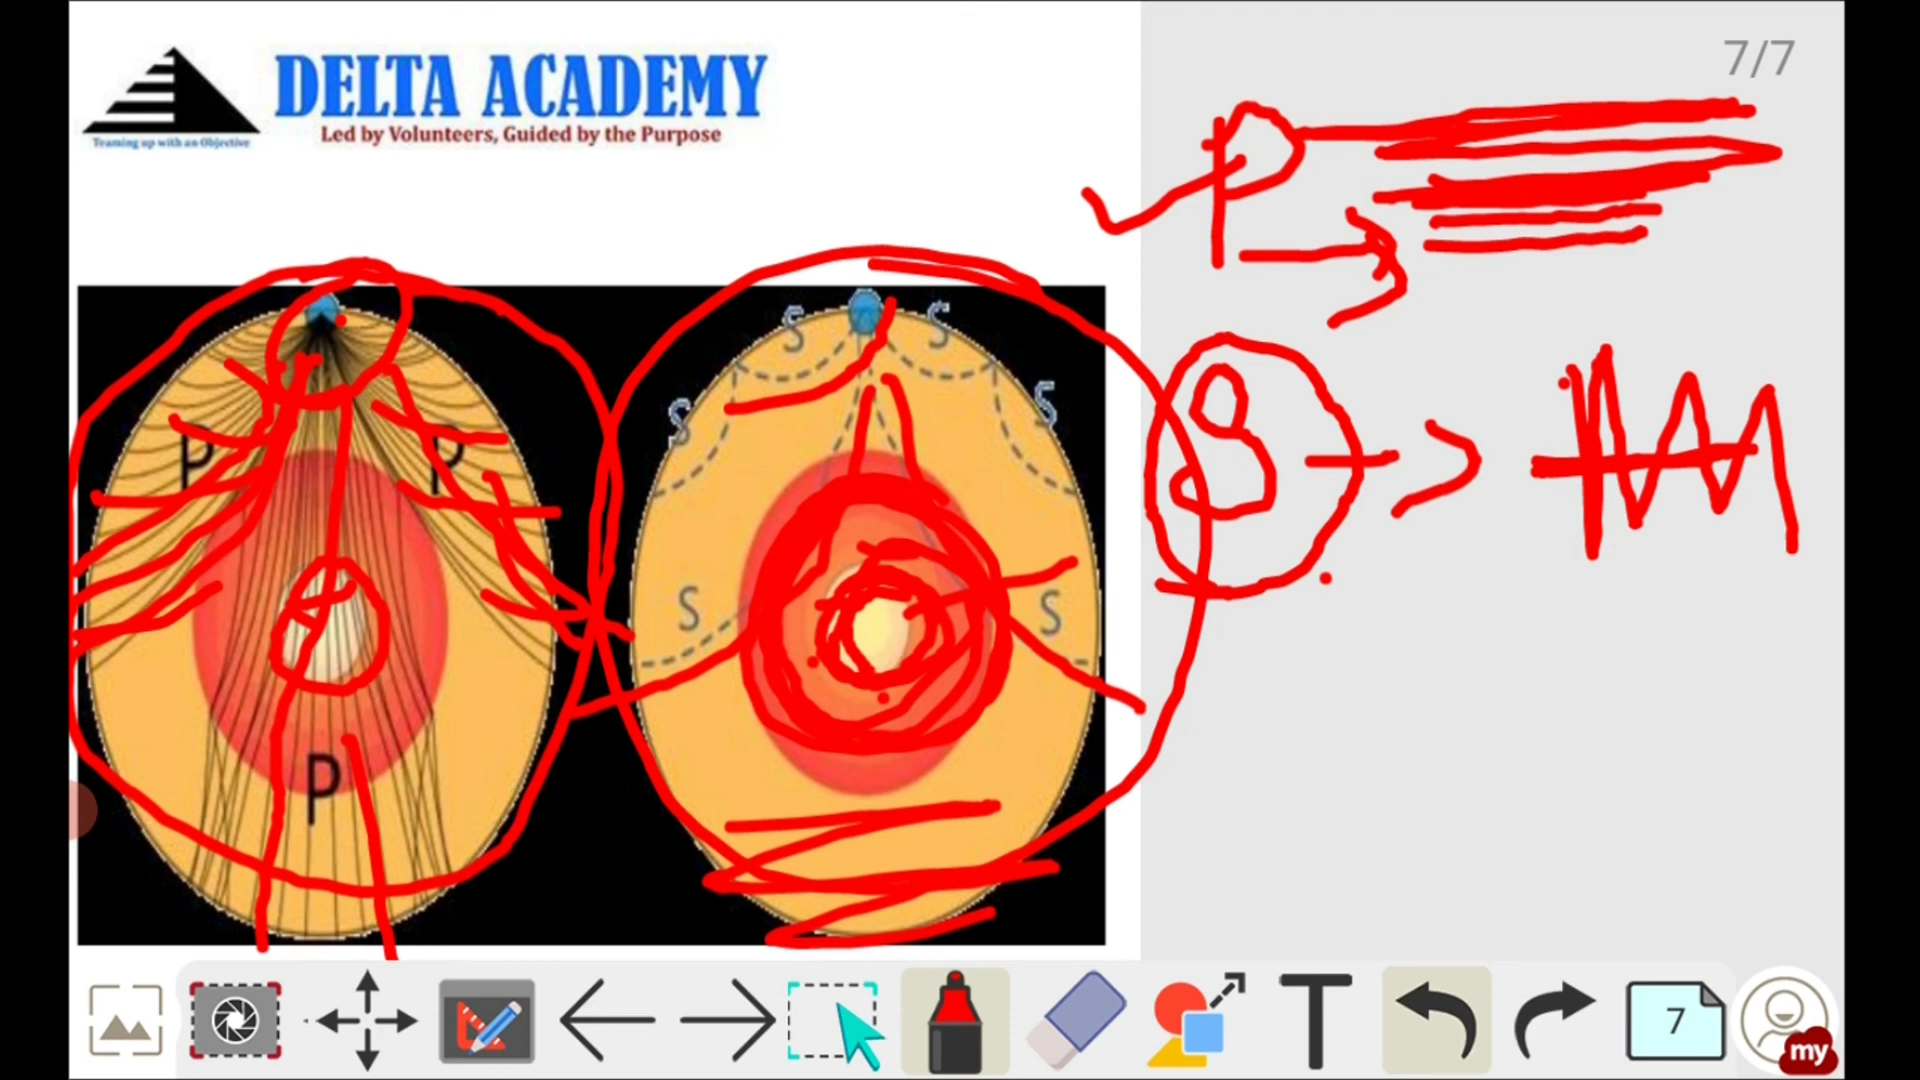 7/7
DELTA ACADEMY
Led by Volunteers, Guided by the Purpose
Teaming up with an Objective
P
S S
S S
P P
S S
P
T
7
my